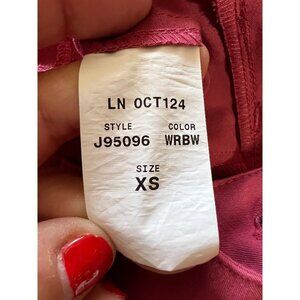 LN OCT124
STYLE COLOR
J95096 WRBW
SIZE
XS